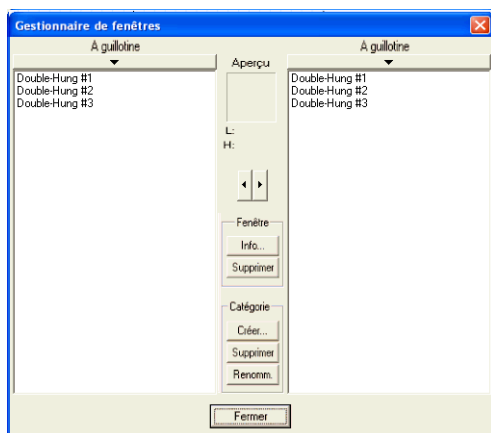 Gestionnaire de fenêtres
A guillotine
Double-Hung #1
Double-Hung #2
Double-Hung #3
Aperçu
L:
H:
Fenêtre
Info...
Supprimer
Catégorie
Créer...
Supprimer
Renomm.
A guillotine
Double-Hung #1
Double-Hung #2
Double-Hung #3
Fermer